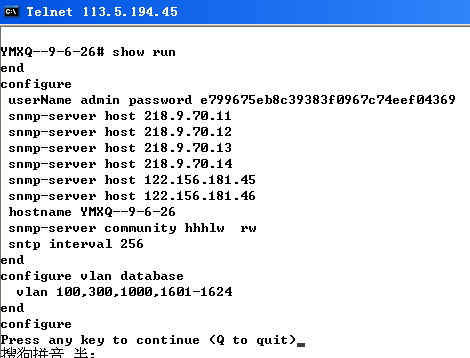 Telnet 113.5.194.45
YMXQ--9-6-26# show run
end
configure
userName admin password e799675eb8c39383f0967c74eef04369
snmp-server host 218.9.70.11
snmp-server host 218.9.70.12
snmp-server host 218.9.70.13
snmp-server host 218.9.70.14
snmp-server host 122.156.181.45
snmp-server host 122.156.181.46
hostname YMXQ--9-6-26
snmp-server community hhhlw  rw
sntp interval 256
end
configure vlan database
vlan 100,300,1000,1601-1624
end
configure
Press any key to continue (Q to quit)_
搜狗拼音 半: